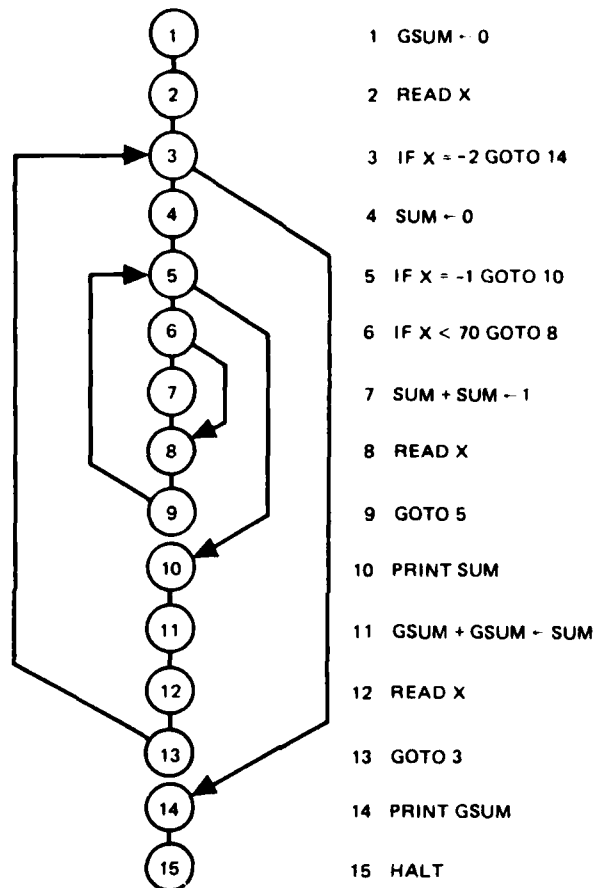 1
1 GSUM ← 0
2
2 READ X
3
3 IF X = -2 GOTO 14
4
4 SUM ← 0
5
5 IF X = -1 GOTO 10
6
6 IF X < 70 GOTO 8
7
7 SUM + SUM ← 1
8
8 READ X
9
9 GOTO 5
10
10 PRINT SUM
11
11 GSUM + GSUM ← SUM
12
12 READ X
13
13 GOTO 3
14
14 PRINT GSUM
15
15 HALT